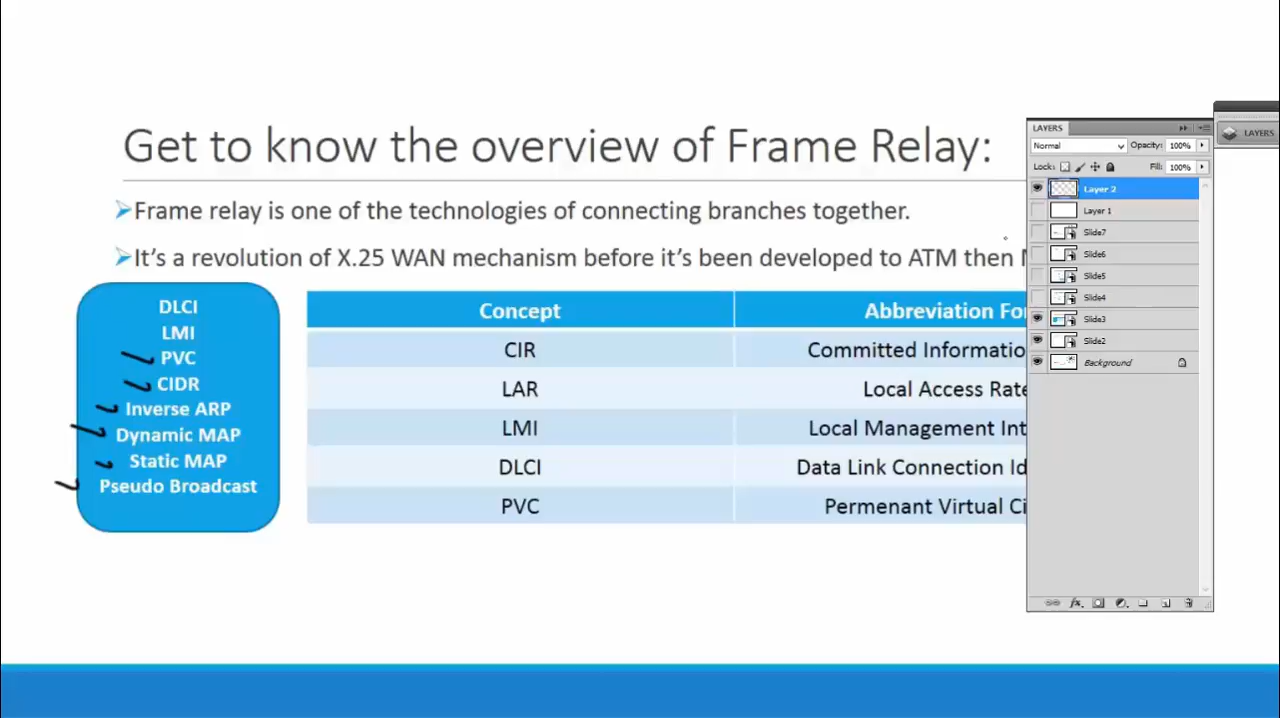 Get to know the overview of Frame Relay:
Frame relay is one of the technologies of connecting branches together.
It's a revolution of X.25 WAN mechanism before it's been developed to ATM then
DLCI
LMI
PVC
CIDR
Inverse ARP
Dynamic MAP
Static MAP
Pseudo Broadcast
Concept
Abbreviation For
CIR
Committed Informatio
LAR
Local Access Rate
LMI
Local Management Int
DLCI
Data Link Connection Id
PVC
Permenant Virtual Ci
LAYERS
Normal
Opacity: 100%
Lock:
Fill: 100%
Layer 2
Layer 1
Slide7
Slide6
Slide5
Slide4
Slide3
Slide2
Background
fx
LAYERS